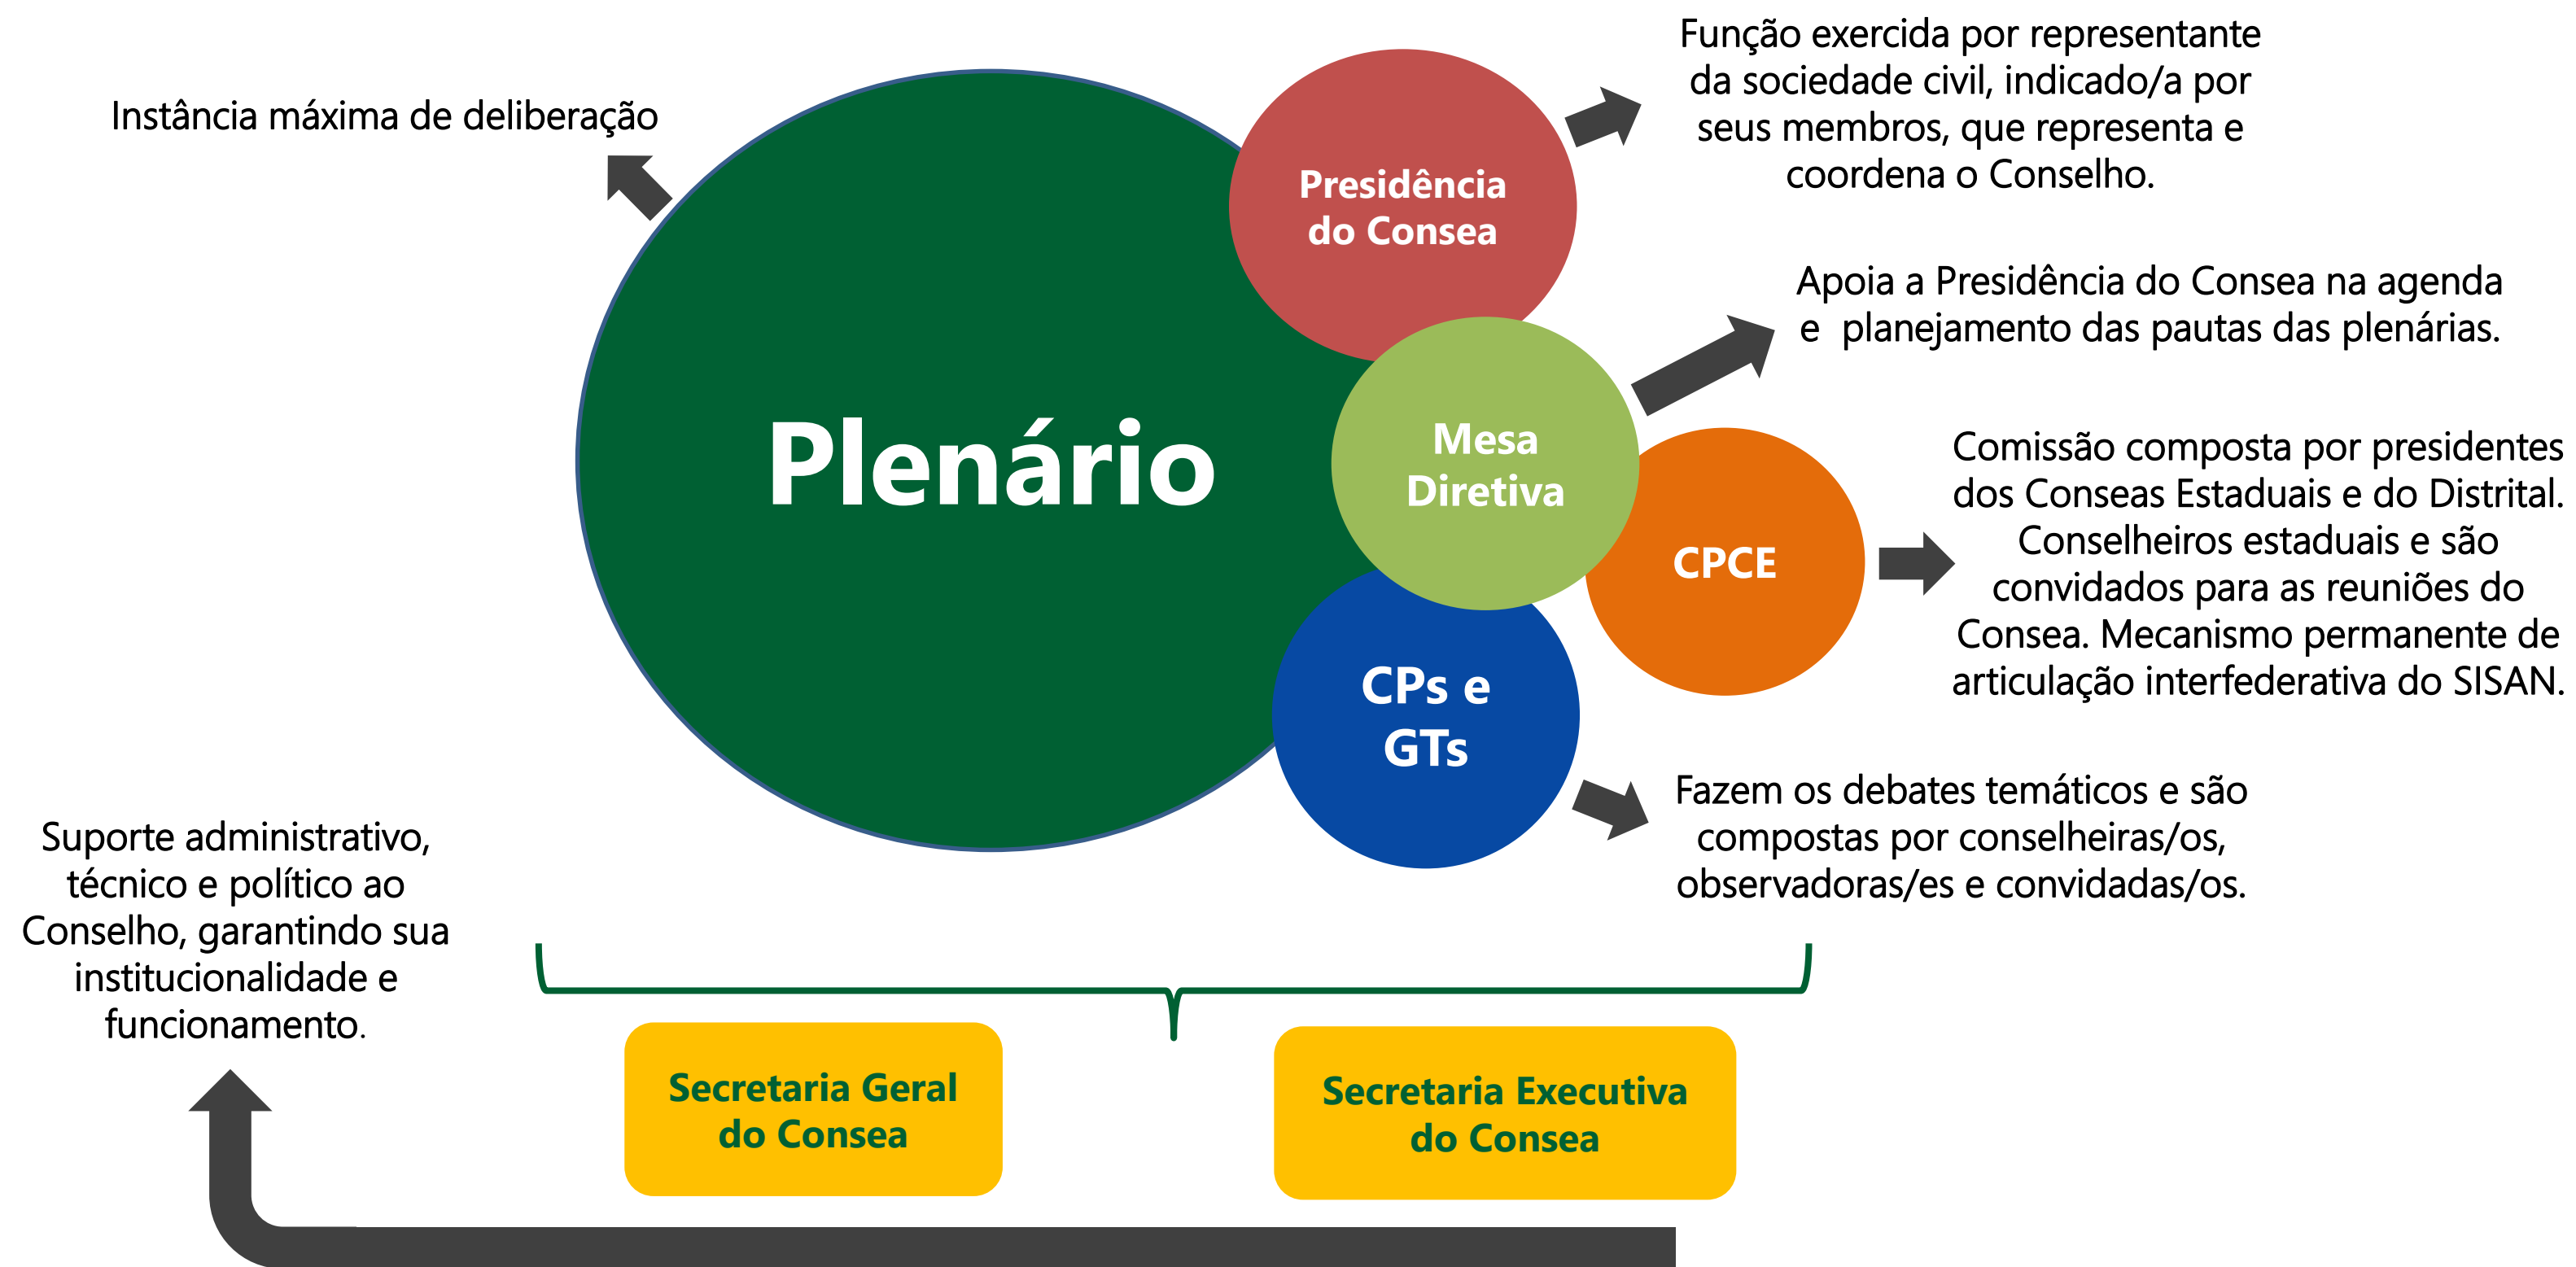 Instância máxima de deliberação
Plenário
Presidência
do Consea
Função exercida por representante
da sociedade civil, indicado/a por
seus membros, que representa e
coordena o Conselho.
Mesa
Diretiva
Apoia a Presidência do Consea na agenda
e planejamento das pautas das plenárias.
CPCE
Comissão composta por presidentes
dos Conseas Estaduais e do Distrital.
Conselheiros estaduais e são
convidados para as reuniões do
Consea. Mecanismo permanente de
articulação interfederativa do SISAN.
CPs e
GTs
Fazem os debates temáticos e são
compostas por conselheiras/os,
observadoras/es e convidadas/os.
Suporte administrativo,
técnico e político ao
Conselho, garantindo sua
institucionalidade e
funcionamento.
Secretaria Geral
do Consea
Secretaria Executiva
do Consea